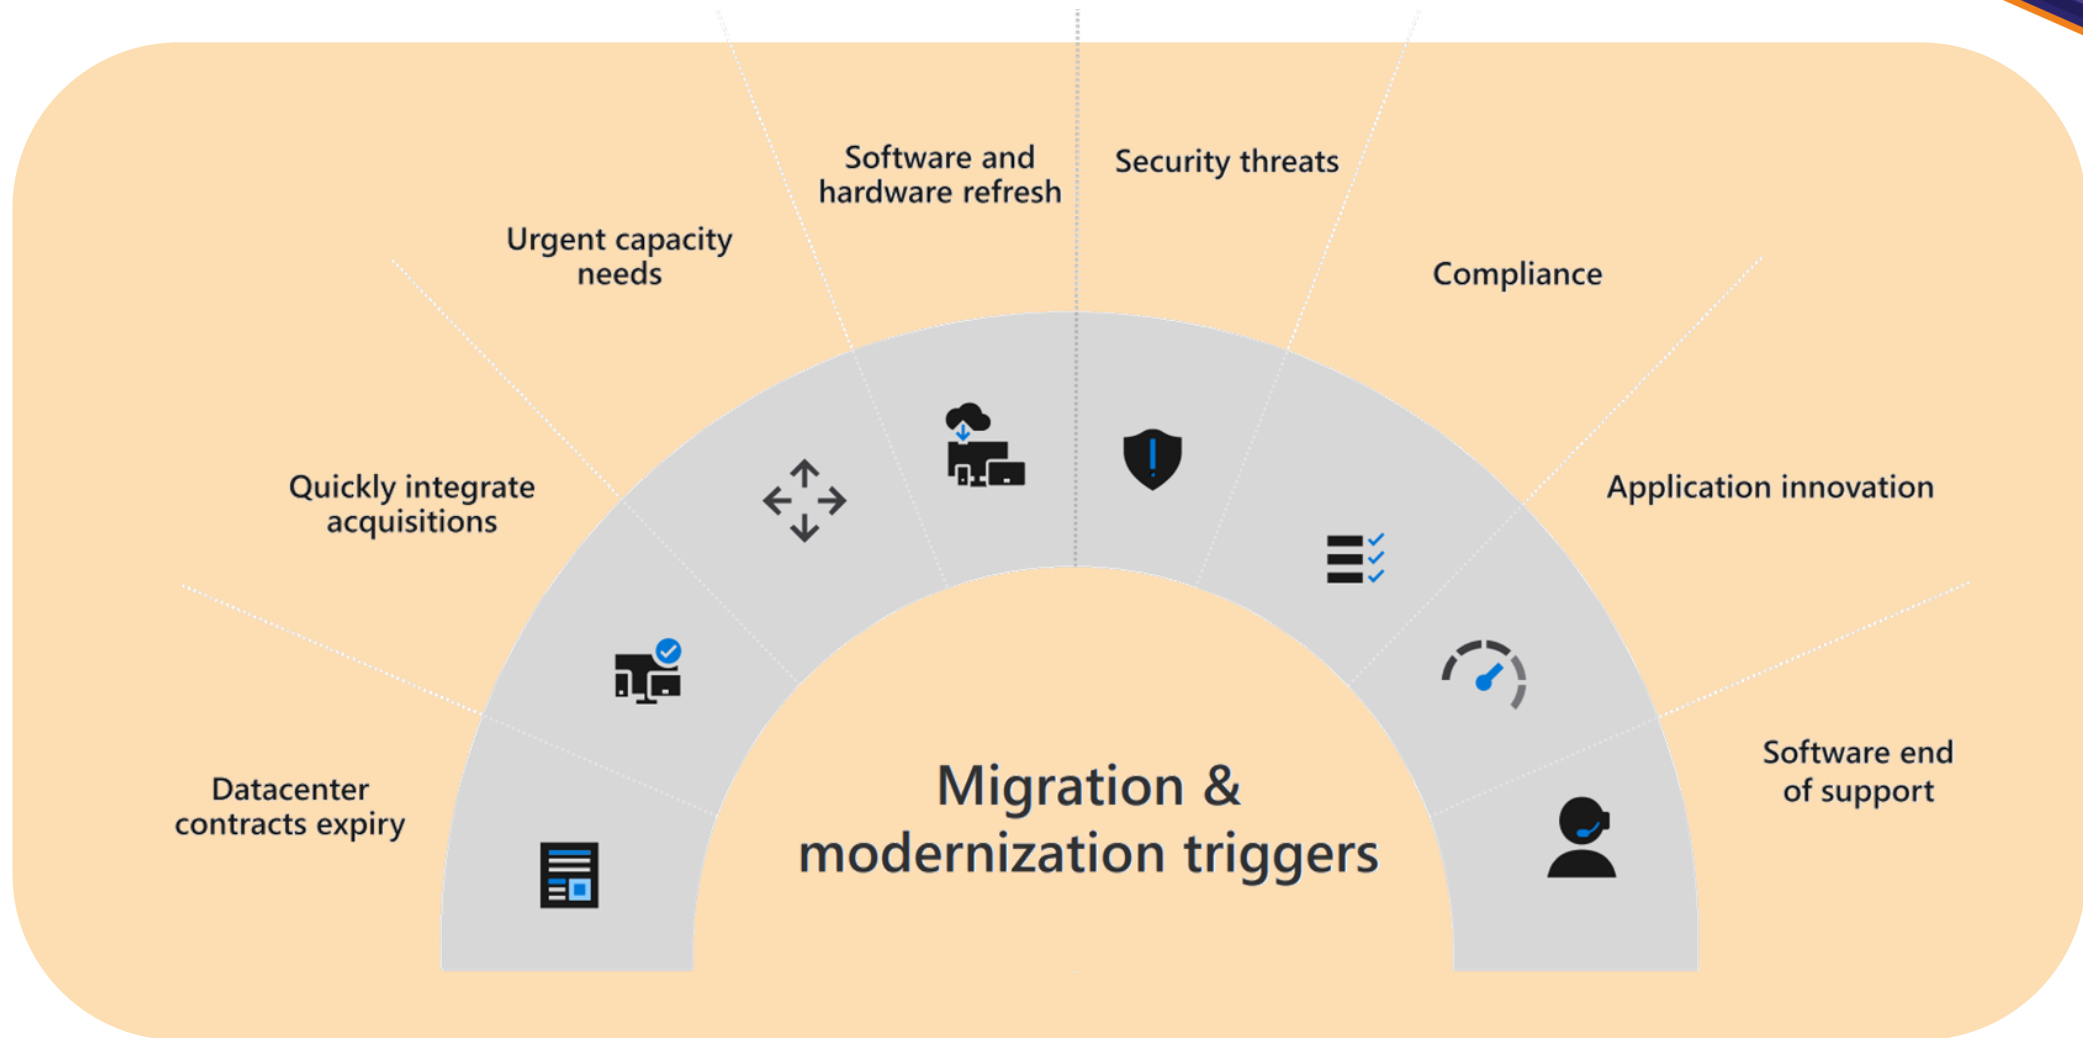 Software and
hardware refresh
Security threats
Urgent capacity
needs
Compliance
Quickly integrate
acquisitions
Application innovation
Datacenter
contracts expiry
Software end
of support
Migration &
modernization triggers